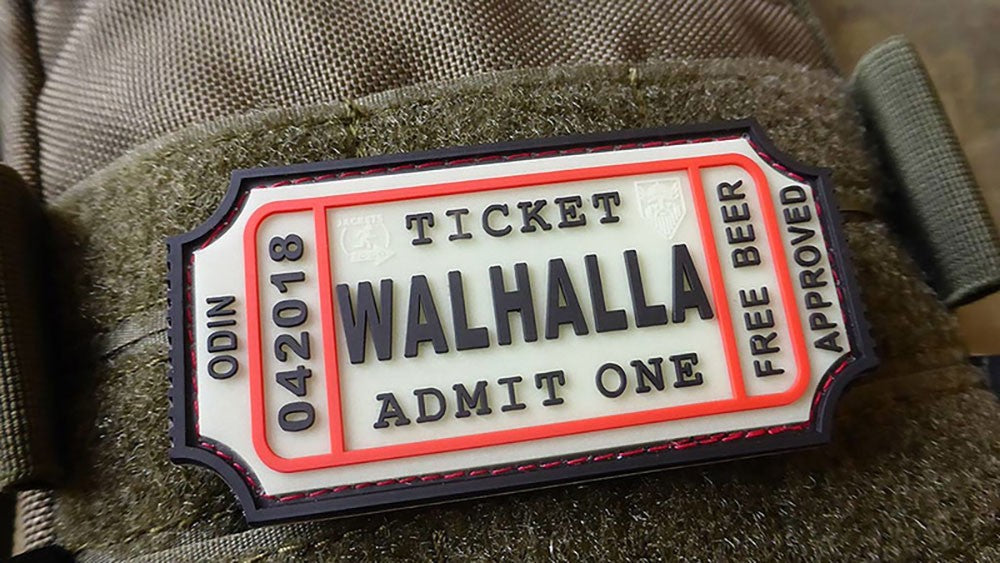 ODIN
042018
TICKET
WALHALLA
ADMIT ONE
FREE BEER
APPROVED